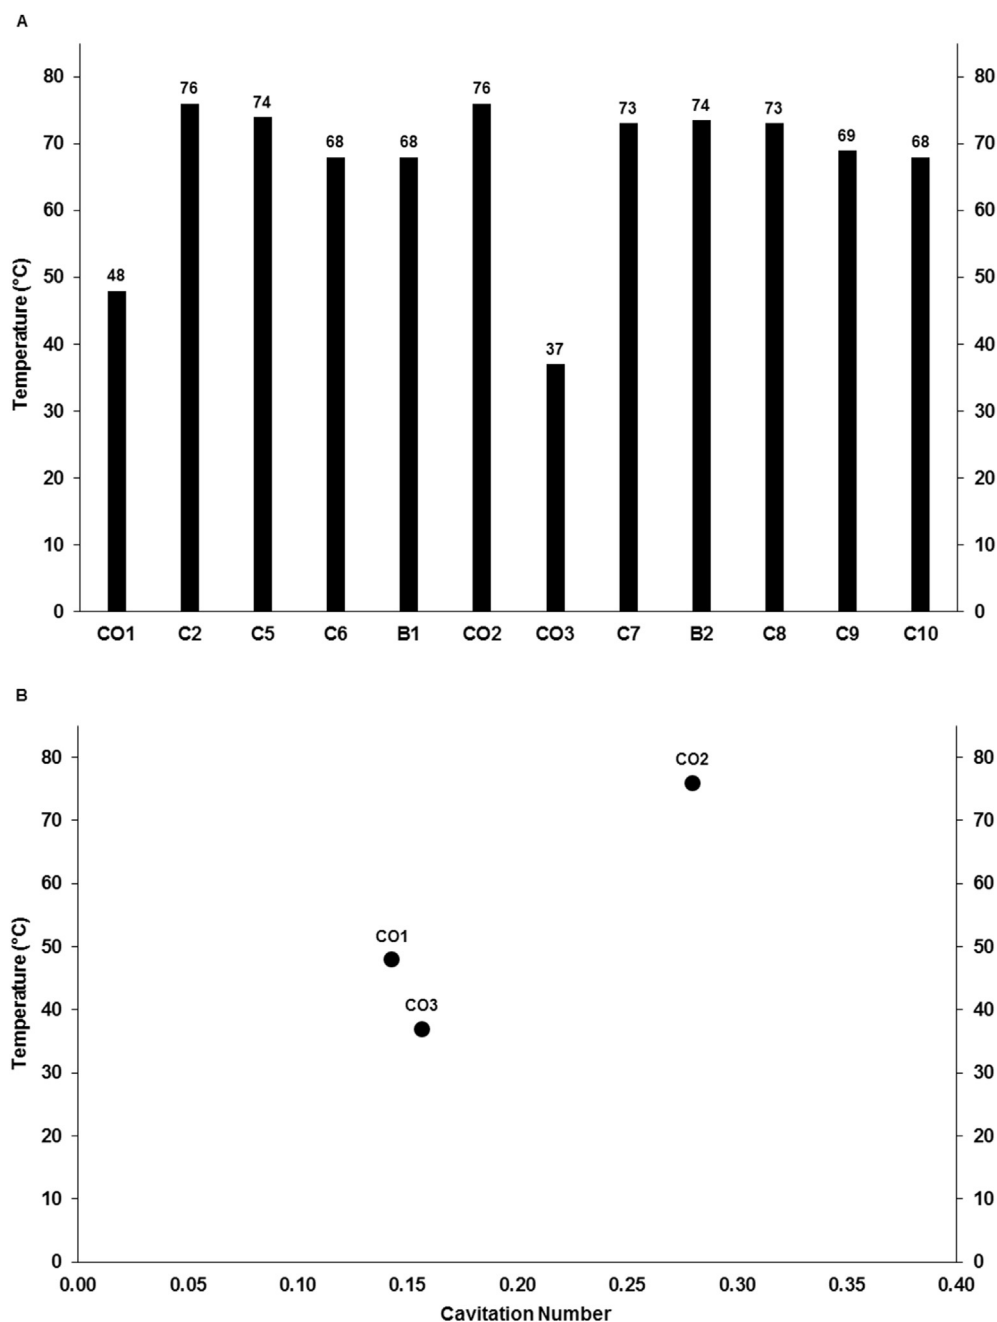 A
80 80
76 76
74 74
73 73
70 70
68 68 69 68
60 60
50 50
48
40 40
37
30 30
20 20
10 10
0 0
Temperature (°C)
CO1 C2 C5 C6 B1 CO2 CO3 C7 B2 C8 C9 C10
B
80 80
CO2
70 70
60 60
50 50
CO1
40 40
CO3
30 30
20 20
10 10
0 0
Temperature (°C)
0.00 0.05 0.10 0.15 0.20 0.25 0.30 0.35 0.40
Cavitation Number